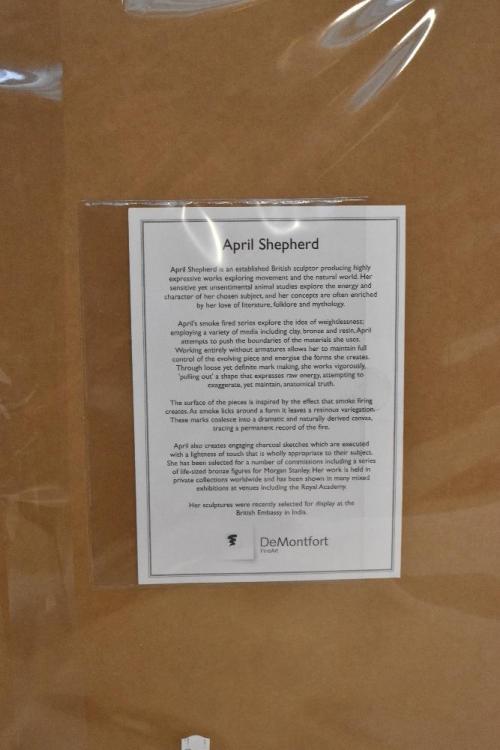 April Shepherd
April Shepherd is an established British sculptor producing highly
expressive works exploring movement and the natural world. Her
sensitive yet unsentimental animal studies explore the energy and
character of her chosen subject, and her concepts are often enriched
by her love of literature, folklore and mythology.
April's smoke fired series explore the idea of weightlessness;
employing a variety of media including clay, bronze and resin, April
attempts to push the boundaries of the materials she uses.
Working entirely without armatures allows her to maintain full
control of the evolving piece and energise the forms she creates.
Through loose yet definite mark making, she works vigorously,
'pulling out' a shape that expresses raw energy, attempting to
exaggerate, yet maintain, anatomical truth.
The surface of the pieces is inspired by the effect that smoke firing
creates. As smoke licks around a form it leaves a resinous variegation.
These marks coalesce into a dramatic and naturally derived canvas,
tracing a permanent record of the fire.
April also creates engaging charcoal sketches which are executed
with a lightness of touch that is wholly appropriate to their subject.
She has been selected for a number of commissions including a series
of life-sized bronze figures for Morgan Stanley. Her work is held in
private collections worldwide and has been shown in many mixed
exhibitions at venues including the Royal Academy.
Her sculptures were recently selected for display at the
British Embassy in India.
DeMontfort
FineArt